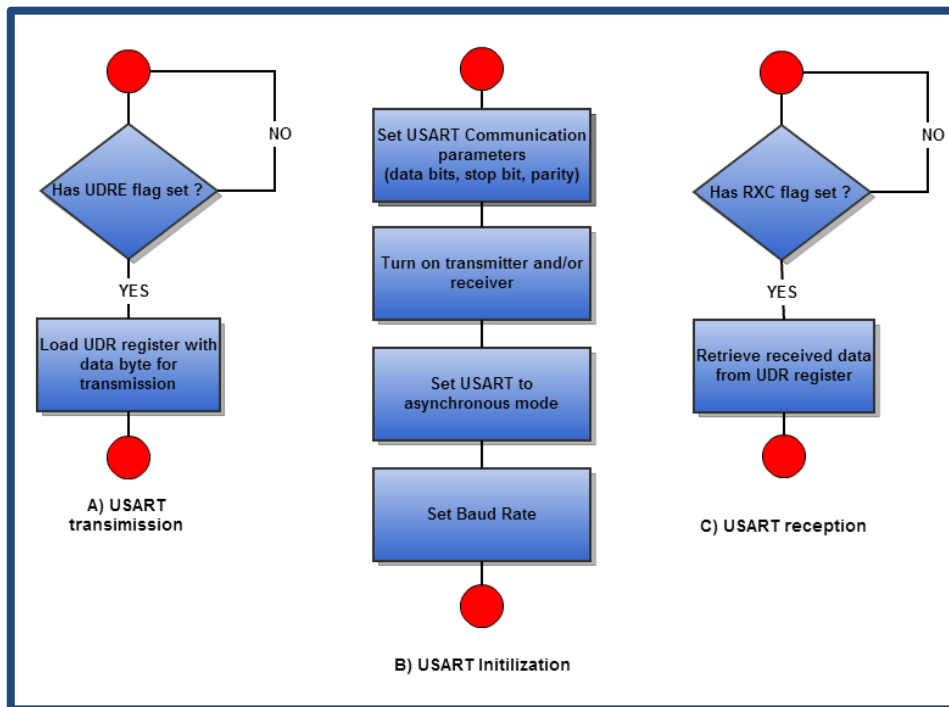 NO
Has UDRE flag set ?
YES
Load UDR register with
data byte for
transmission
A) USART
transimission
Set USART Communication
parameters
(data bits, stop bit, parity)
Turn on transmitter and/or
receiver
Set USART to
asynchronous mode
Set Baud Rate
B) USART Initilization
NO
Has RXC flag set ?
YES
Retrieve received data
from UDR register
C) USART reception